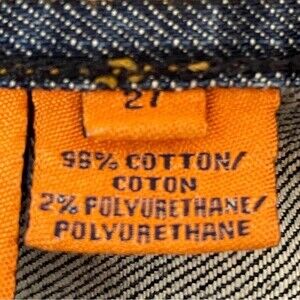 27
98% COTTON/
COTON
2% POLYURETHANE/
POLYURETHANE